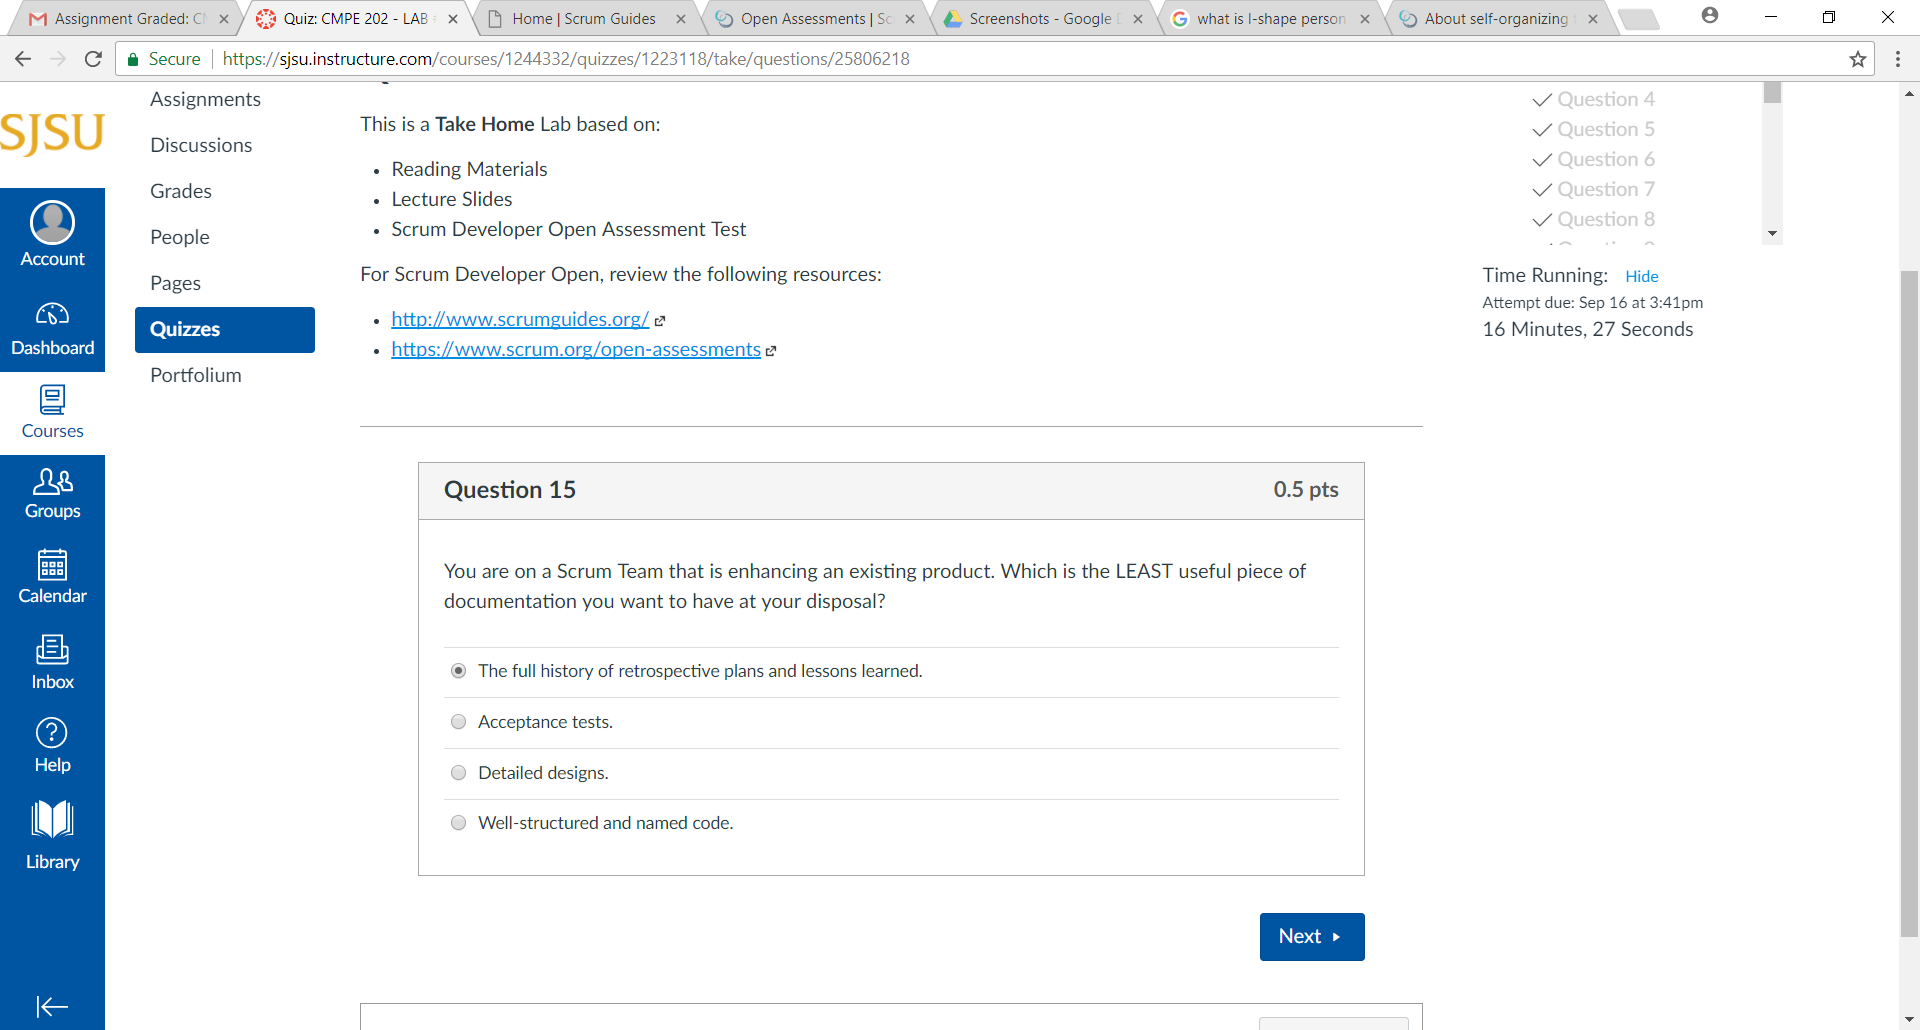 Assignment Graded: C
Quiz: CMPE 202 - LAB
Home | Scrum Guides
Open Assessments | Sc
Screenshots - Google
what is I-shape person
About self-organizing
Secure
https://sjsu.instructure.com/courses/1244332/quizzes/1223118/take/questions/25806218
SJSU
Account
Dashboard
Courses
Groups
Calendar
Inbox
Help
Library
Assignments
Discussions
Grades
People
Pages
Quizzes
Portfolium
This is a Take Home Lab based on:
Reading Materials
Lecture Slides
Scrum Developer Open Assessment Test
For Scrum Developer Open, review the following resources:
http://www.scrumguides.org/
https://www.scrum.org/open-assessments
Question 4
Question 5
Question 6
Question 7
Question 8
Time Running: Hide
Attempt due: Sep 16 at 3:41pm
16 Minutes, 27 Seconds
Question 15
0.5 pts
You are on a Scrum Team that is enhancing an existing product. Which is the LEAST useful piece of
documentation you want to have at your disposal?
The full history of retrospective plans and lessons learned.
Acceptance tests.
Detailed designs.
Well-structured and named code.
Next